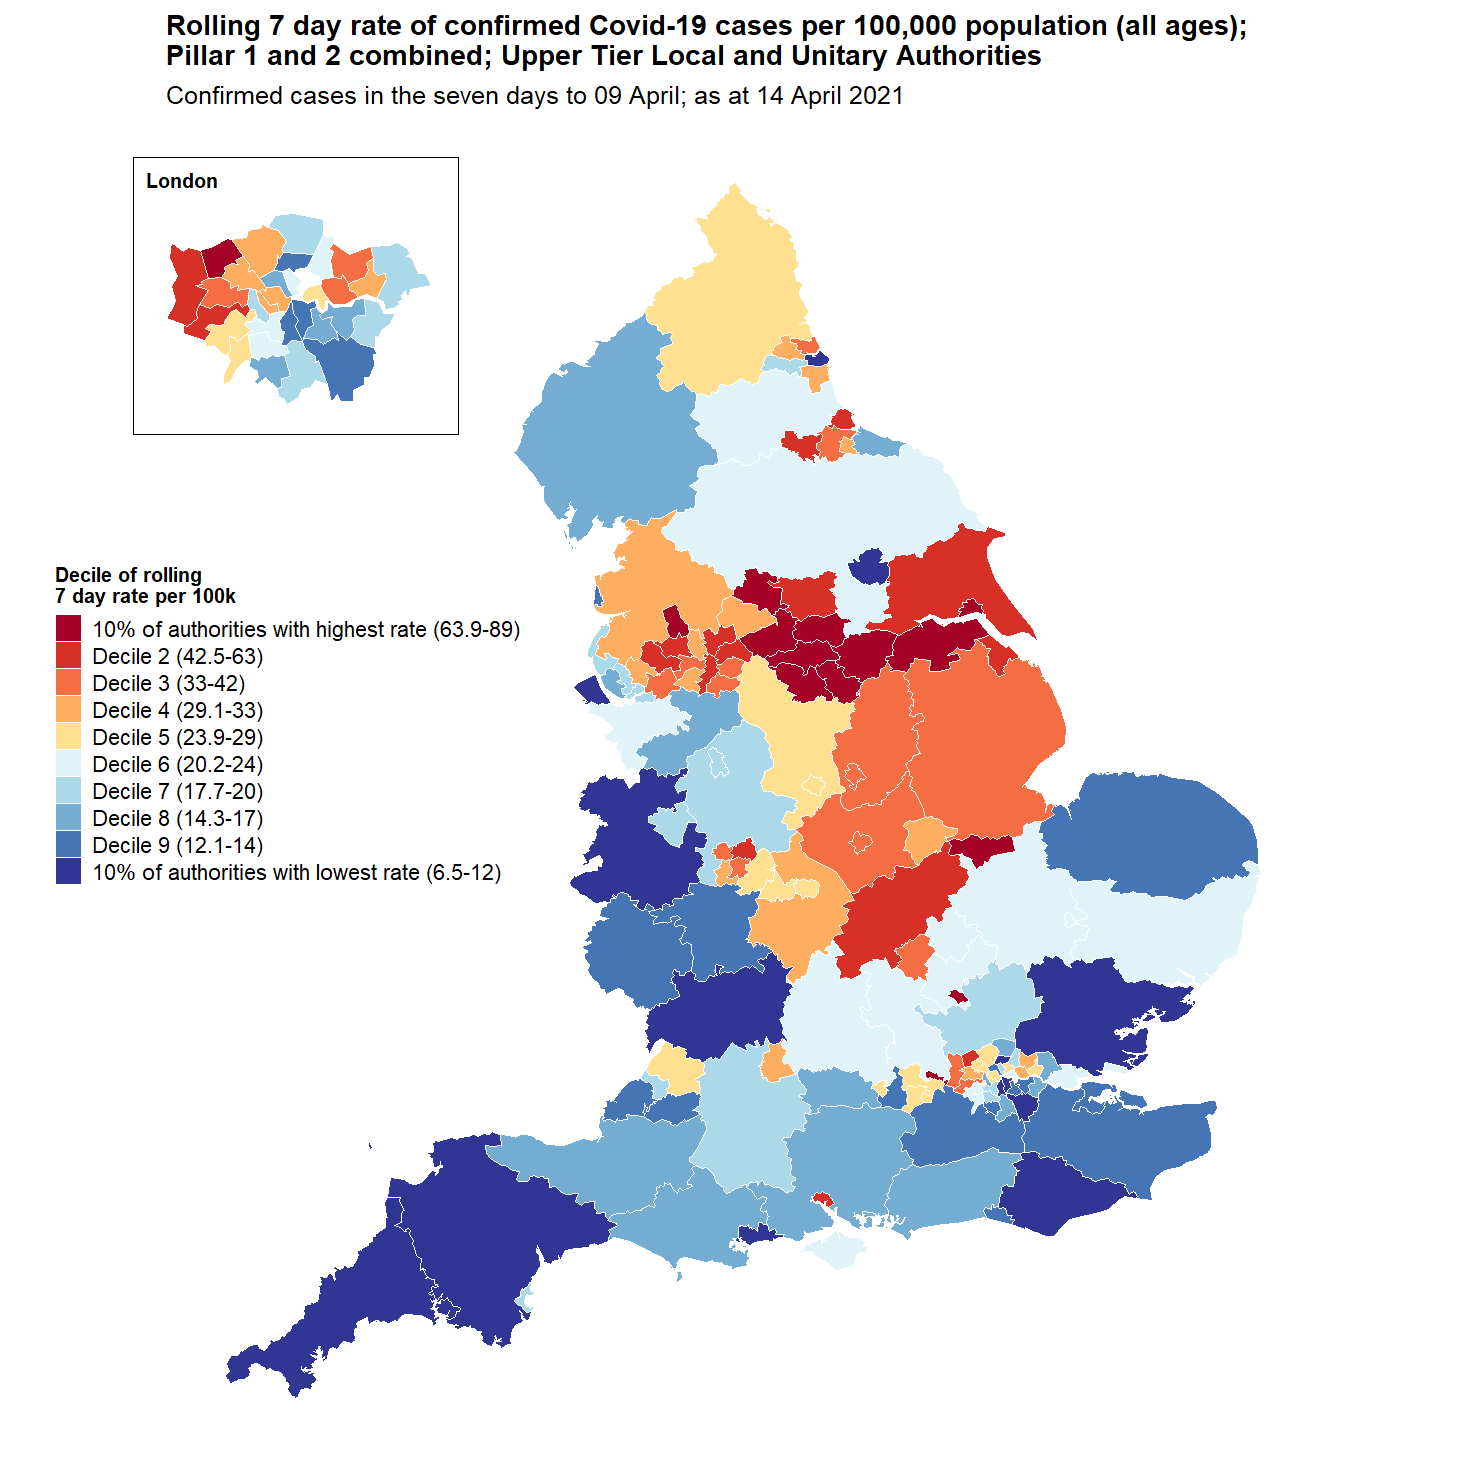 Rolling 7 day rate of confirmed Covid-19 cases per 100,000 population (all ages);
Pillar 1 and 2 combined; Upper Tier Local and Unitary Authorities
Confirmed cases in the seven days to 09 April; as at 14 April 2021
London
Decile of rolling
7 day rate per 100k
10% of authorities with highest rate (63.9-89)
Decile 2 (42.5-63)
Decile 3 (33-42)
Decile 4 (29.1-33)
Decile 5 (23.9-29)
Decile 6 (20.2-24)
Decile 7 (17.7-20)
Decile 8 (14.3-17)
Decile 9 (12.1-14)
10% of authorities with lowest rate (6.5-12)